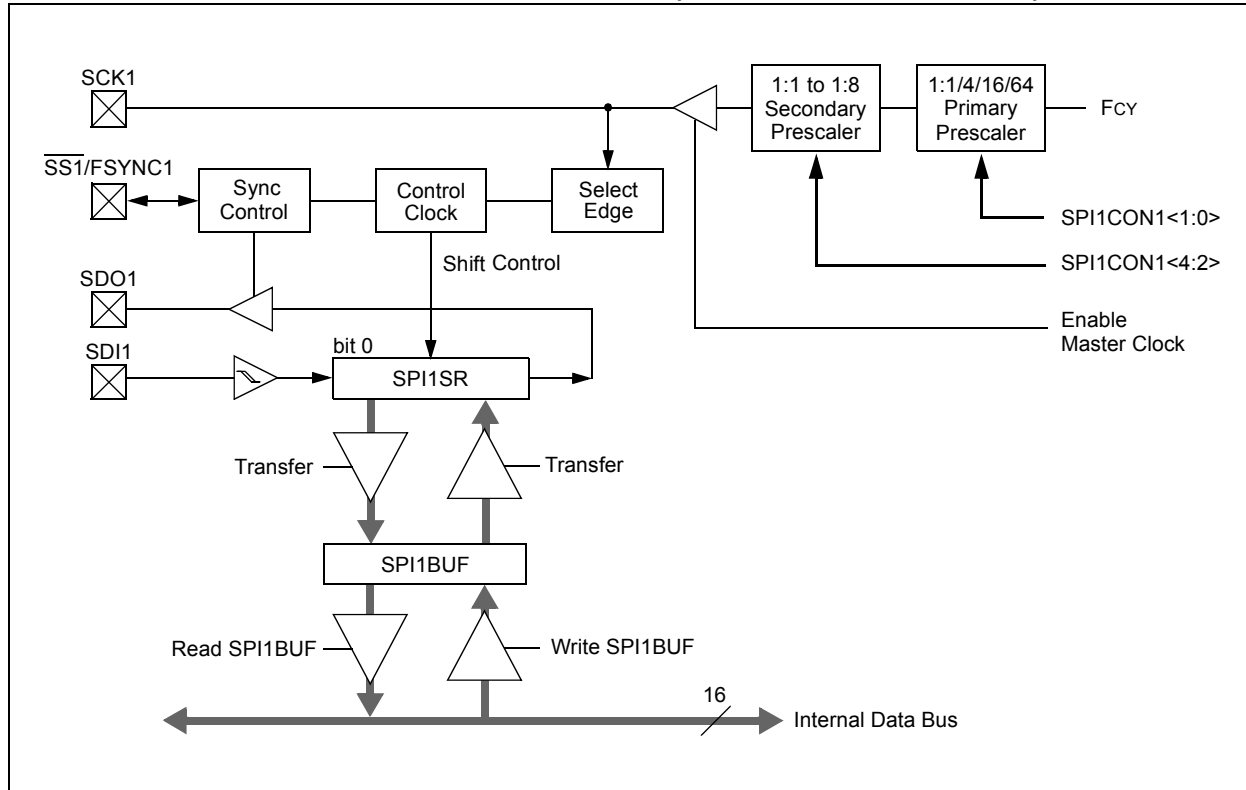 SCK1
1:1 to 1:8
Secondary
Prescaler
1:1/4/16/64
Primary
Prescaler
FCY
SS1/FSYNC1
Sync
Control
Control
Clock
Select
Edge
SPI1CON1<1:0>
Shift Control
SPI1CON1<4:2>
SDO1
Enable
Master Clock
SDI1
bit 0
SPI1SR
Transfer
Transfer
SPI1BUF
Read SPI1BUF
Write SPI1BUF
16
Internal Data Bus